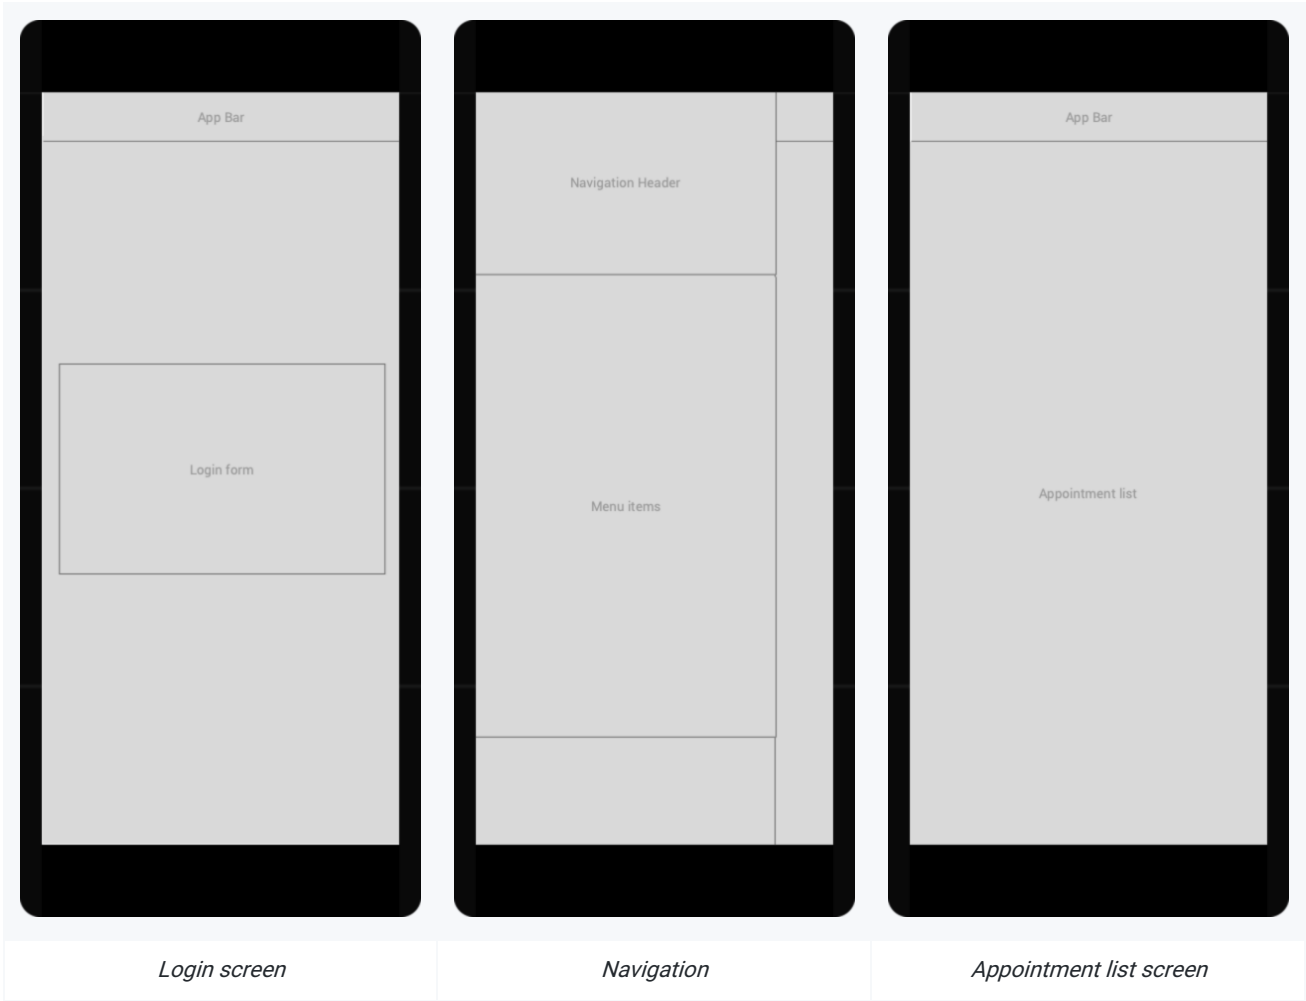 App Bar
Login form
Login screen
Navigation Header
Menu items
Navigation
App Bar
Appointment list
Appointment list screen